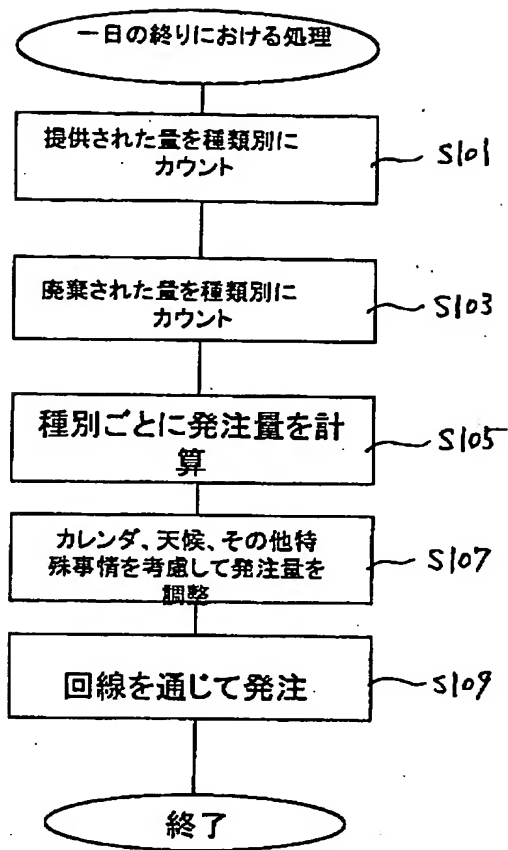 一日の終りにおける処理
提供された量を種類別に
カウント
S101
廃棄された量を種類別に
カウント
S103
種別ごとに発注量を計
算
S105
カレンダ、天候、その他特
殊事情を考慮して発注量を
調整
S107
回線を通じて発注
S109
終了